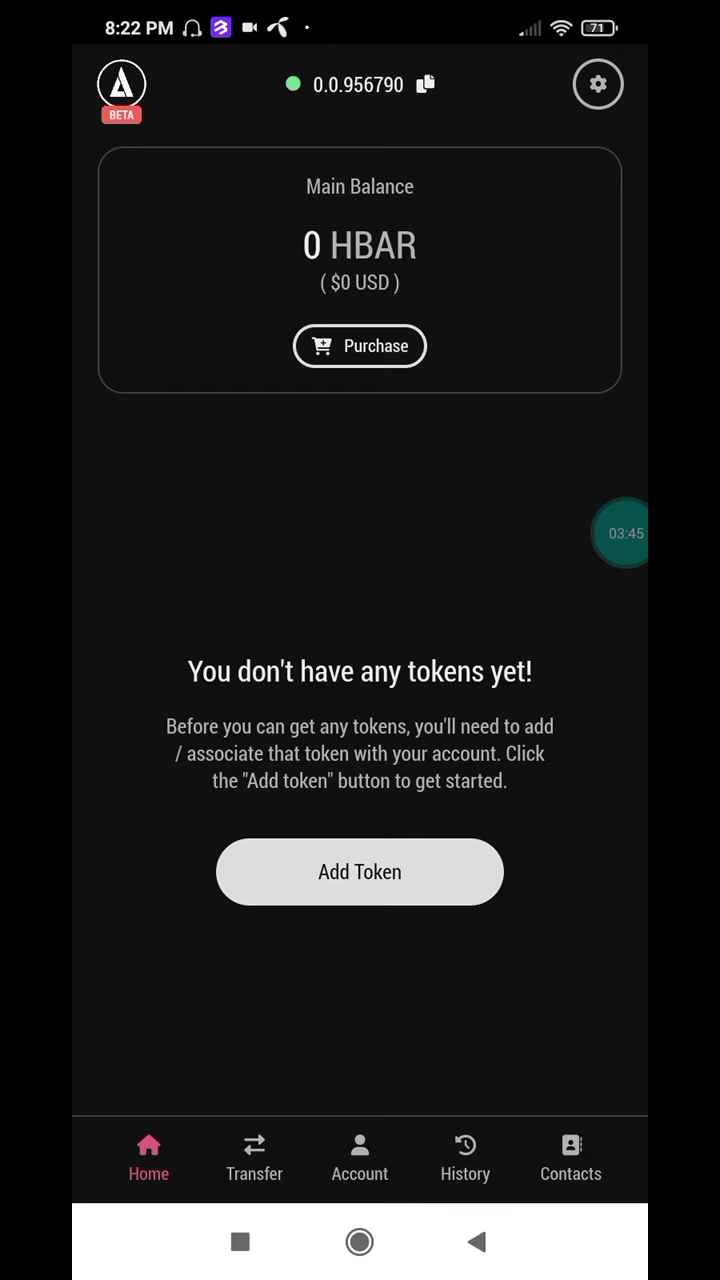 8:22 PM
71
BETA
0.0.956790
Main Balance
0 HBAR
( $0 USD )
Purchase
03:45
You don't have any tokens yet!
Before you can get any tokens, you'll need to add
/ associate that token with your account. Click
the "Add token" button to get started.
Add Token
Home
Transfer
Account
History
Contacts